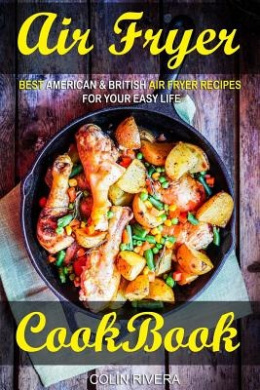 Air Fryer
BEST AMERICAN & BRITISH AIR FRYER RECIPES
FOR YOUR EASY LIFE
CookBook
COLIN RIVERA